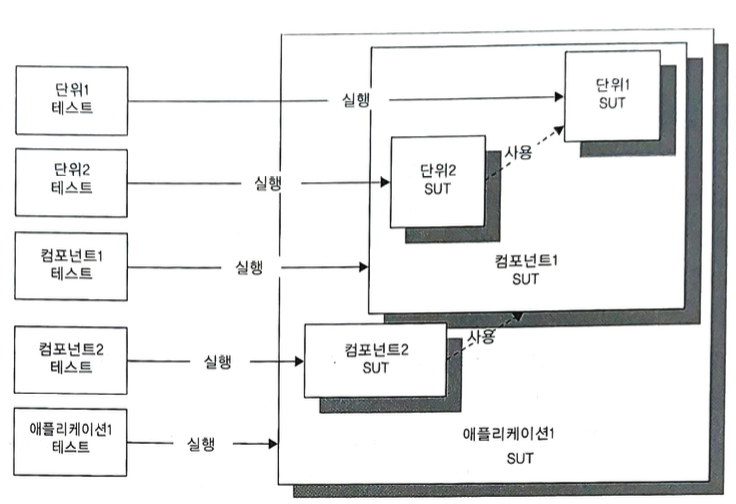 단위1
테스트
실행
단위1
SUT
단위2
테스트
실행
단위2
SUT
사용
컴포넌트1
테스트
실행
컴포넌트1
SUT
컴포넌트2
테스트
실행
컴포넌트2
SUT
사용
애플리케이션1
테스트
실행
애플리케이션1
SUT